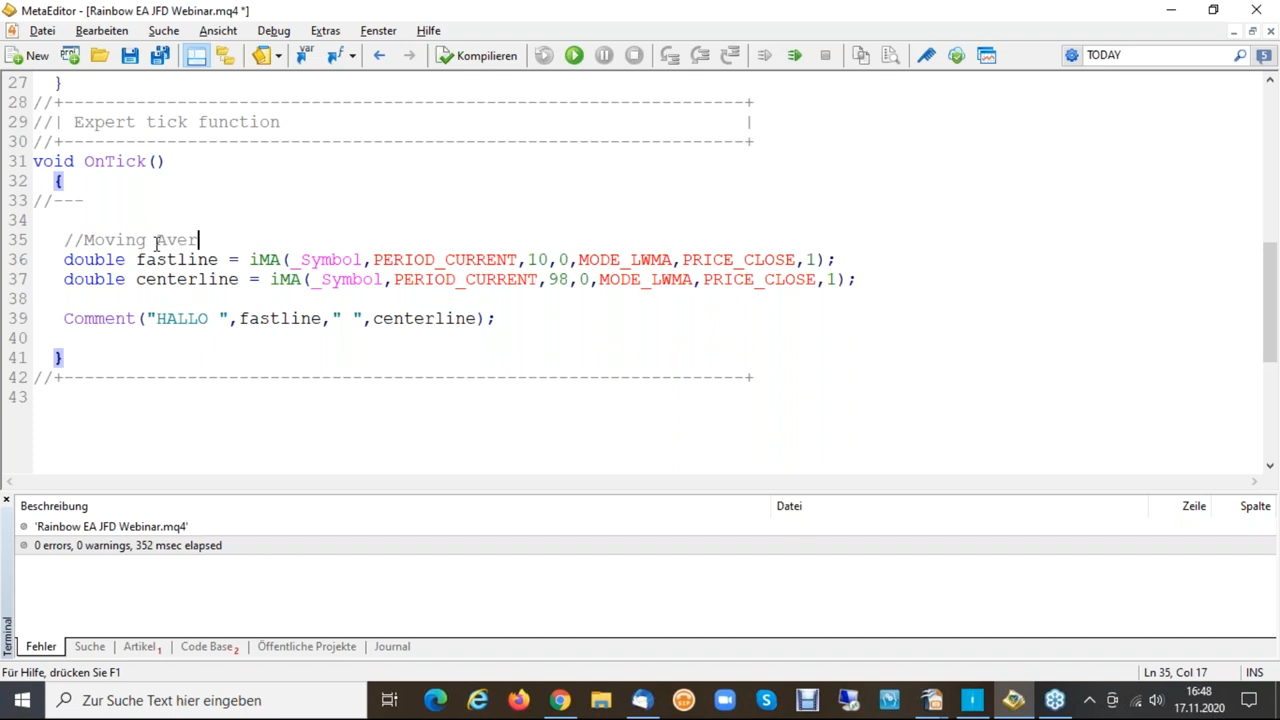 MetaEditor - [Rainbow EA JFD Webinar.mq4 *]
Datei Bearbeiten Suche Ansicht Debug Extras Fenster Hilfe
New Kompilieren TODAY 5
27 }
28 //+------------------------------------------------------------------+
29 //| Expert tick function |
30 //+------------------------------------------------------------------+
31 void OnTick()
32 {
33 //---
34
35 //Moving Aver
36 double fastline = iMA(_Symbol,PERIOD_CURRENT,10,0,MODE_LWMA,PRICE_CLOSE,1);
37 double centerline = iMA(_Symbol,PERIOD_CURRENT,98,0,MODE_LWMA,PRICE_CLOSE,1);
38
39 Comment("HALLO ",fastline," ",centerline);
40
41 }
42 //+------------------------------------------------------------------+
43
Beschreibung Datei Zeile Spalte
'Rainbow EA JFD Webinar.mq4'
0 errors, 0 warnings, 352 msec elapsed
Terminal
Fehler Suche Artikel1 Code Base2 Öffentliche Projekte Journal
Für Hilfe, drücken Sie F1 Ln 35, Col 17 INS
Zur Suche Text hier eingeben
16:48
17.11.2020